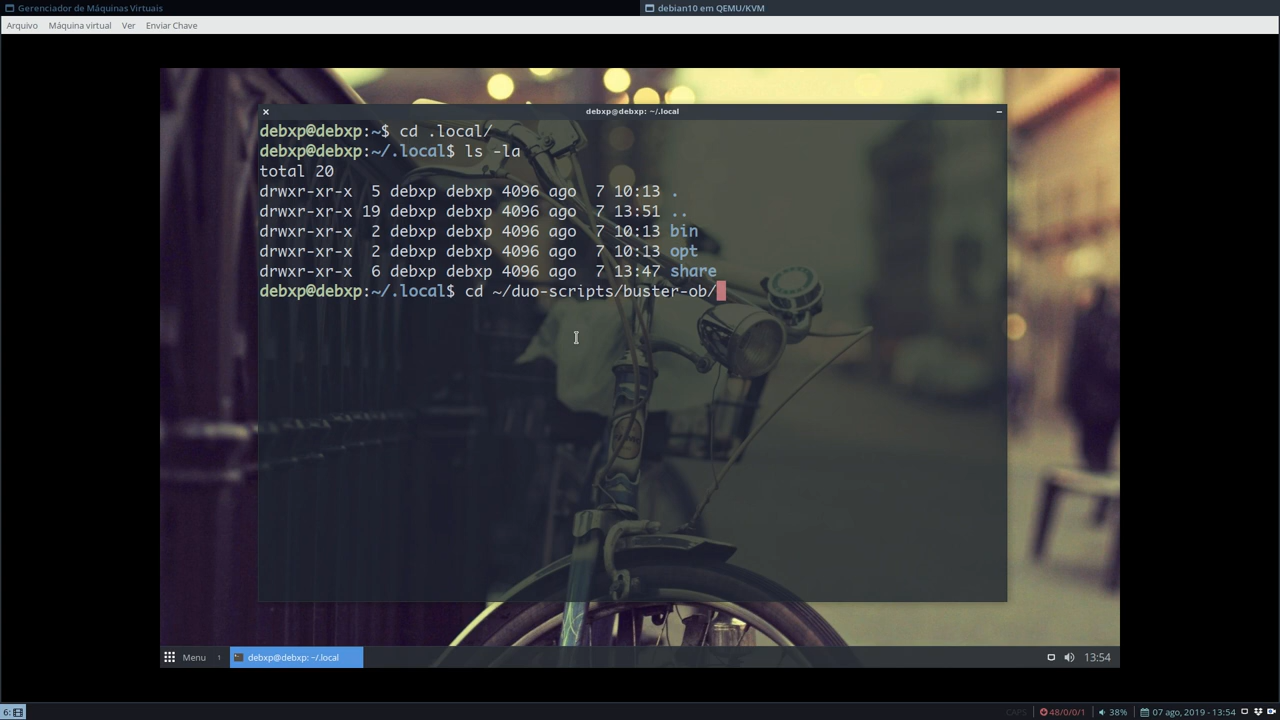 Gerenciador de Máquinas Virtuais
debian10 em QEMU/KVM
Arquivo Máquina virtual Ver Enviar Chave
debxp@debxp: ~/.local
debxp@debxp:~$ cd .local/
debxp@debxp:~/.local$ ls -la
total 20
drwxr-xr-x  5 debxp debxp 4096 ago  7 10:13 .
drwxr-xr-x 19 debxp debxp 4096 ago  7 13:51 ..
drwxr-xr-x  2 debxp debxp 4096 ago  7 10:13 bin
drwxr-xr-x  2 debxp debxp 4096 ago  7 10:13 opt
drwxr-xr-x  6 debxp debxp 4096 ago  7 13:47 share
debxp@debxp:~/.local$ cd ~/duo-scripts/buster-ob/
Menu 1 debxp@debxp: ~/.local 13:54
6: CAPS 48/0/0/1 38% 07 ago, 2019 - 13:54